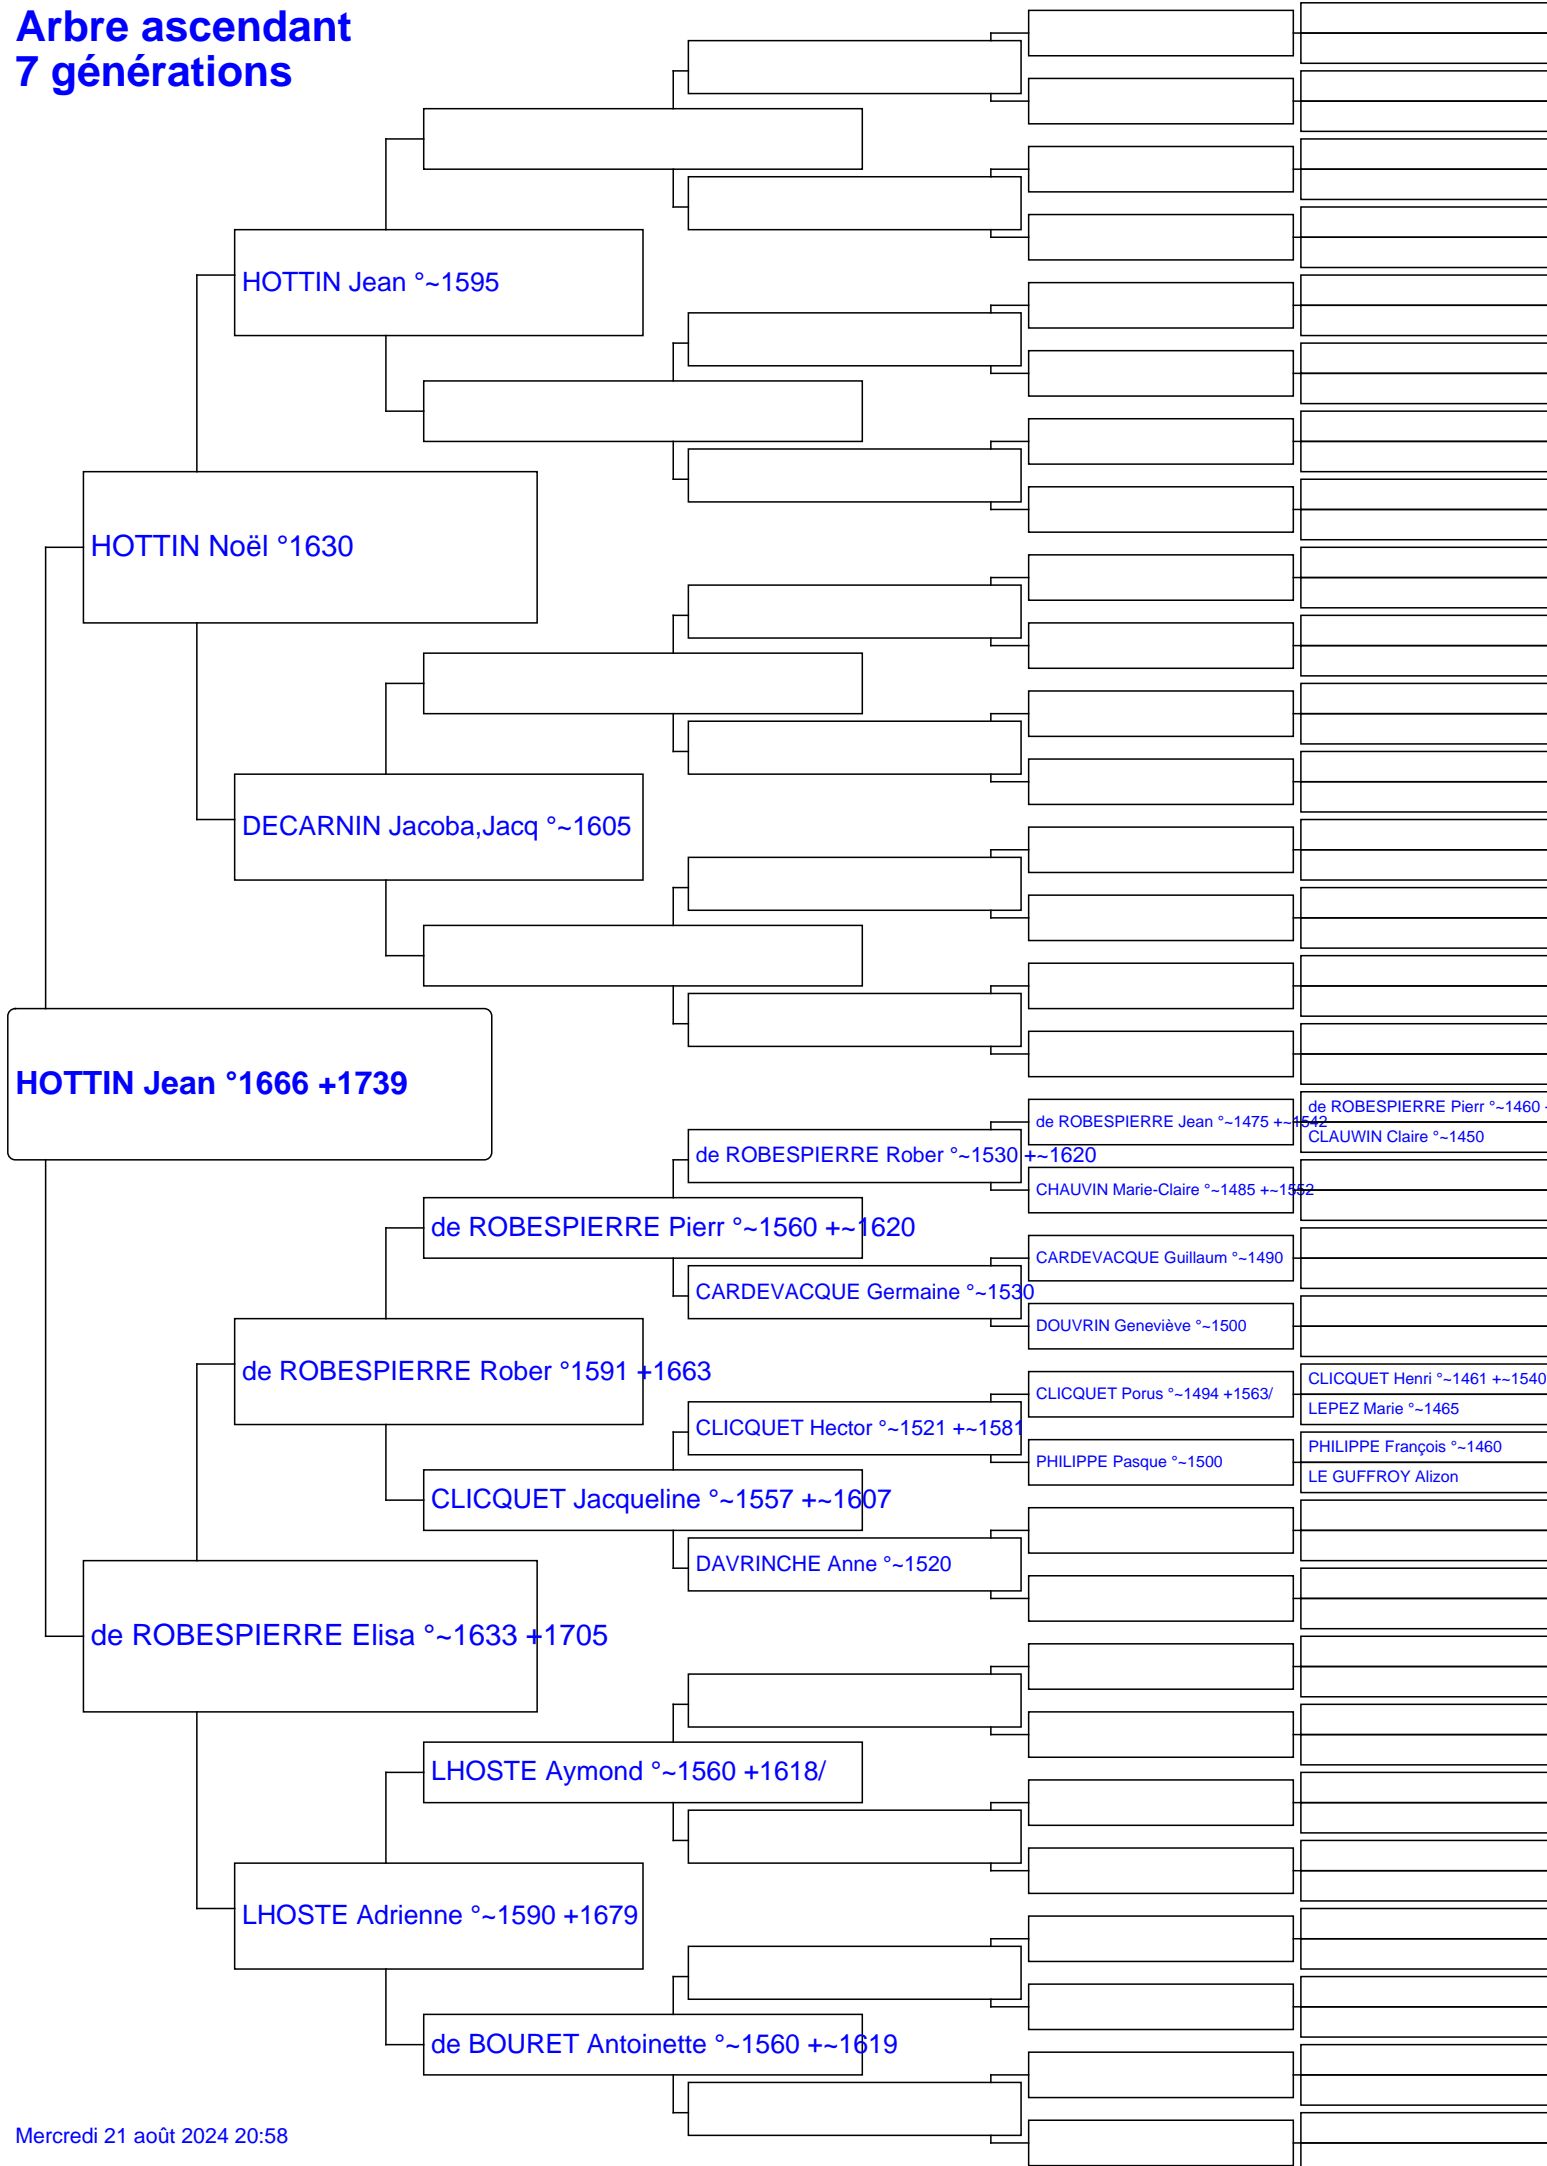 Arbre ascendant
7 générations
HOTTIN Jean °~1595
HOTTIN Noël °1630
DECARNIN Jacoba,Jacq °~1605
HOTTIN Jean °1666 +1739
de ROBESPIERRE Pierr °~1460 +
de ROBESPIERRE Jean °~1475 +~1542
CLAUWIN Claire °~1450
de ROBESPIERRE Rober °~1530 +~1620
CHAUVIN Marie-Claire °~1485 +~1552
de ROBESPIERRE Pierr °~1560 +~1620
CARDEVACQUE Guillaum °~1490
CARDEVACQUE Germaine °~1530
DOUVRIN Geneviève °~1500
de ROBESPIERRE Rober °1591 +1663
CLICQUET Henri °~1461 +~1540
CLICQUET Porus °~1494 +1563/
LEPEZ Marie °~1465
CLICQUET Hector °~1521 +~1581
PHILIPPE François °~1460
PHILIPPE Pasque °~1500
LE GUFFROY Alizon
CLICQUET Jacqueline °~1557 +~1607
DAVRINCHE Anne °~1520
de ROBESPIERRE Elisa °~1633 +1705
LHOSTE Aymond °~1560 +1618/
LHOSTE Adrienne °~1590 +1679
de BOURET Antoinette °~1560 +~1619
Mercredi 21 août 2024 20:58